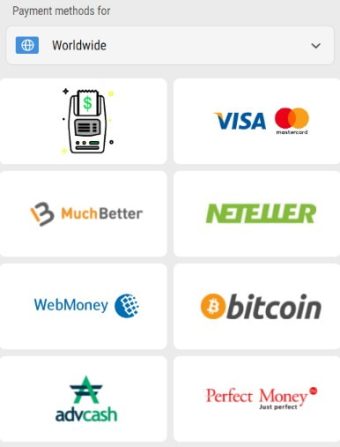 Payment methods for
Worldwide
$
VISA mastercard
MuchBetter
NETELLER
WebMoney
bitcoin
advcash
Perfect Money
Just perfect